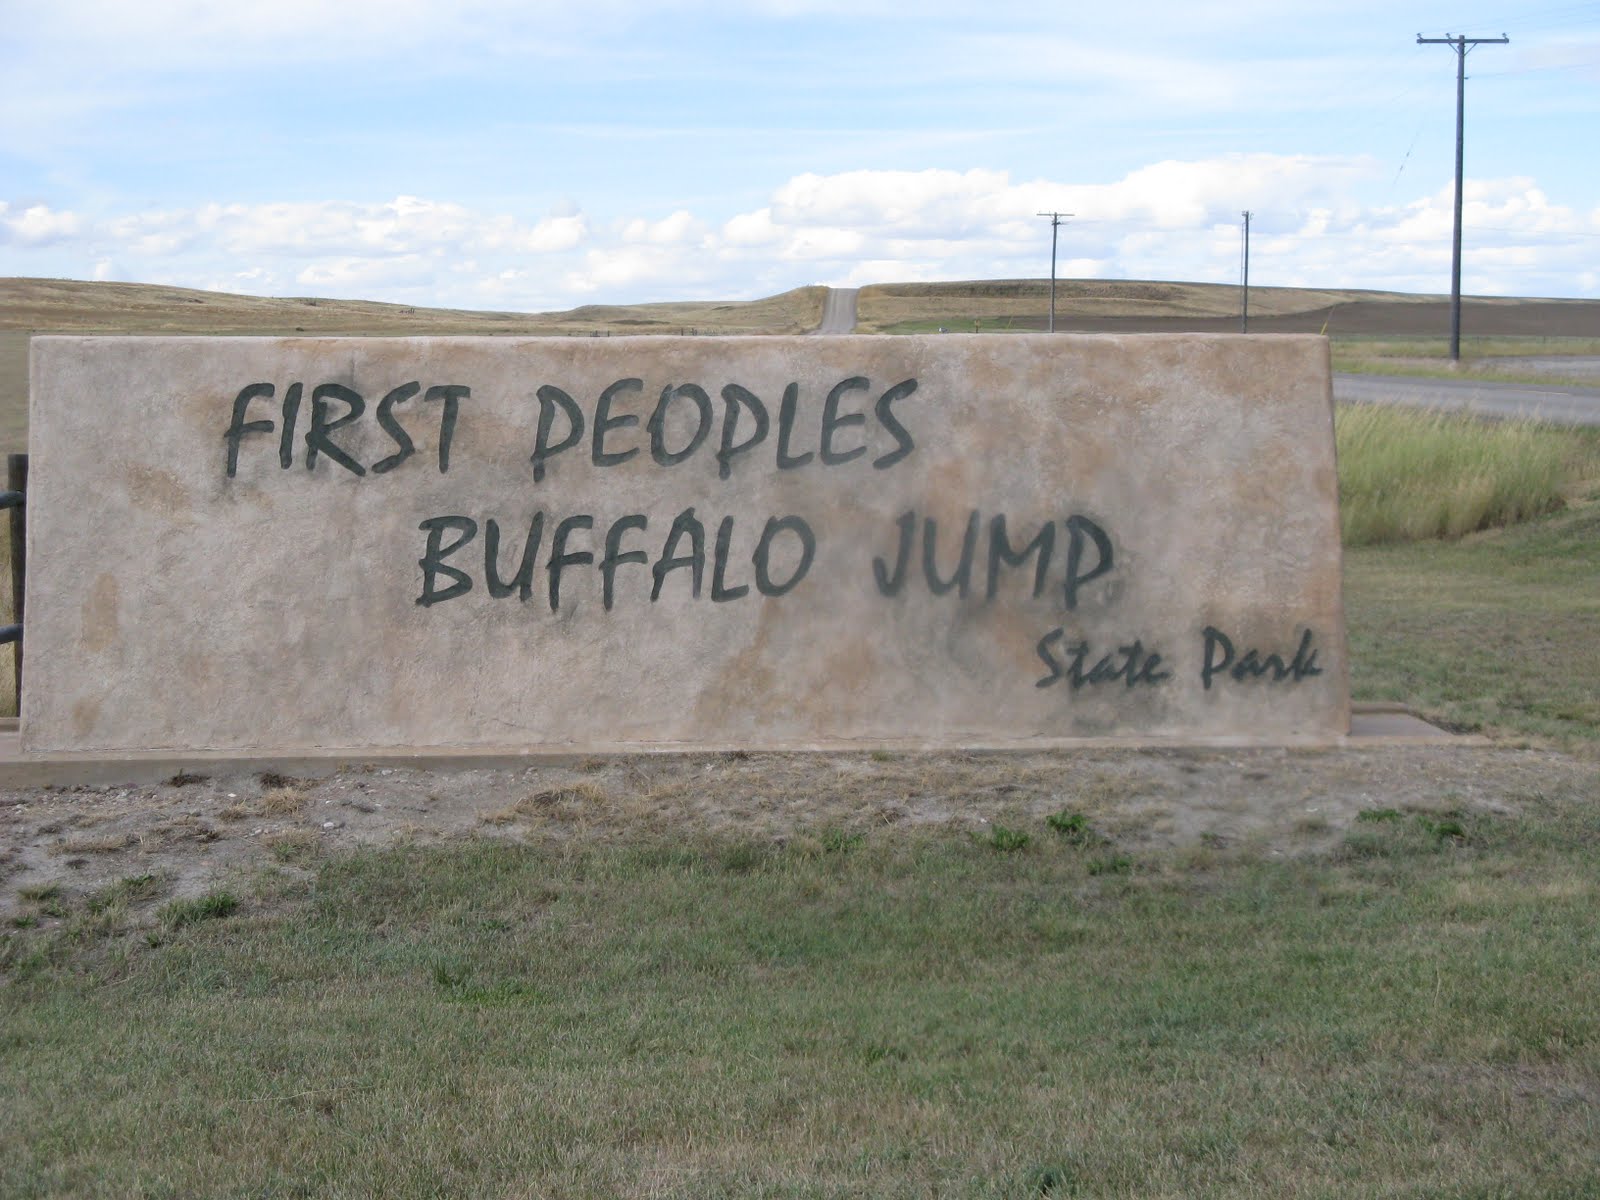 FIRST PEOPLES
BUFFALO JUMP
State Park